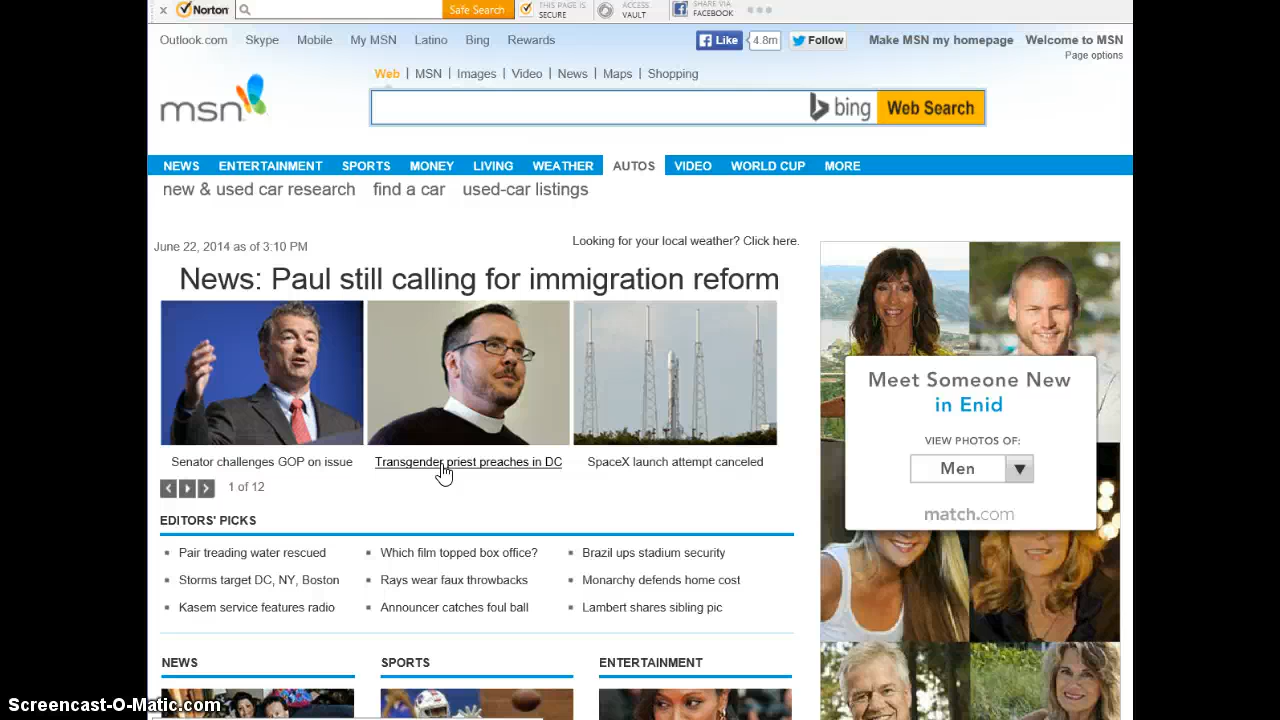 Norton
Safe Search
THIS PAGE IS
SECURE
ACCESS
VAULT
SHARE VIA
FACEBOOK
Outlook.com Skype Mobile My MSN Latino Bing Rewards
Like 4.8m Follow Make MSN my homepage Welcome to MSN
Page options
Web MSN Images Video News Maps Shopping
msn
bing Web Search
NEWS ENTERTAINMENT SPORTS MONEY LIVING WEATHER AUTOS VIDEO WORLD CUP MORE
new & used car research find a car used-car listings
June 22, 2014 as of 3:10 PM
Looking for your local weather? Click here.
News: Paul still calling for immigration reform
Senator challenges GOP on issue
Transgender priest preaches in DC
SpaceX launch attempt canceled
1 of 12
EDITORS' PICKS
Pair treading water rescued
Storms target DC, NY, Boston
Kasem service features radio
Which film topped box office?
Rays wear faux throwbacks
Announcer catches foul ball
Brazil ups stadium security
Monarchy defends home cost
Lambert shares sibling pic
NEWS
SPORTS
ENTERTAINMENT
Meet Someone New
in Enid
VIEW PHOTOS OF:
Men
match.com
Screencast-O-Matic.com